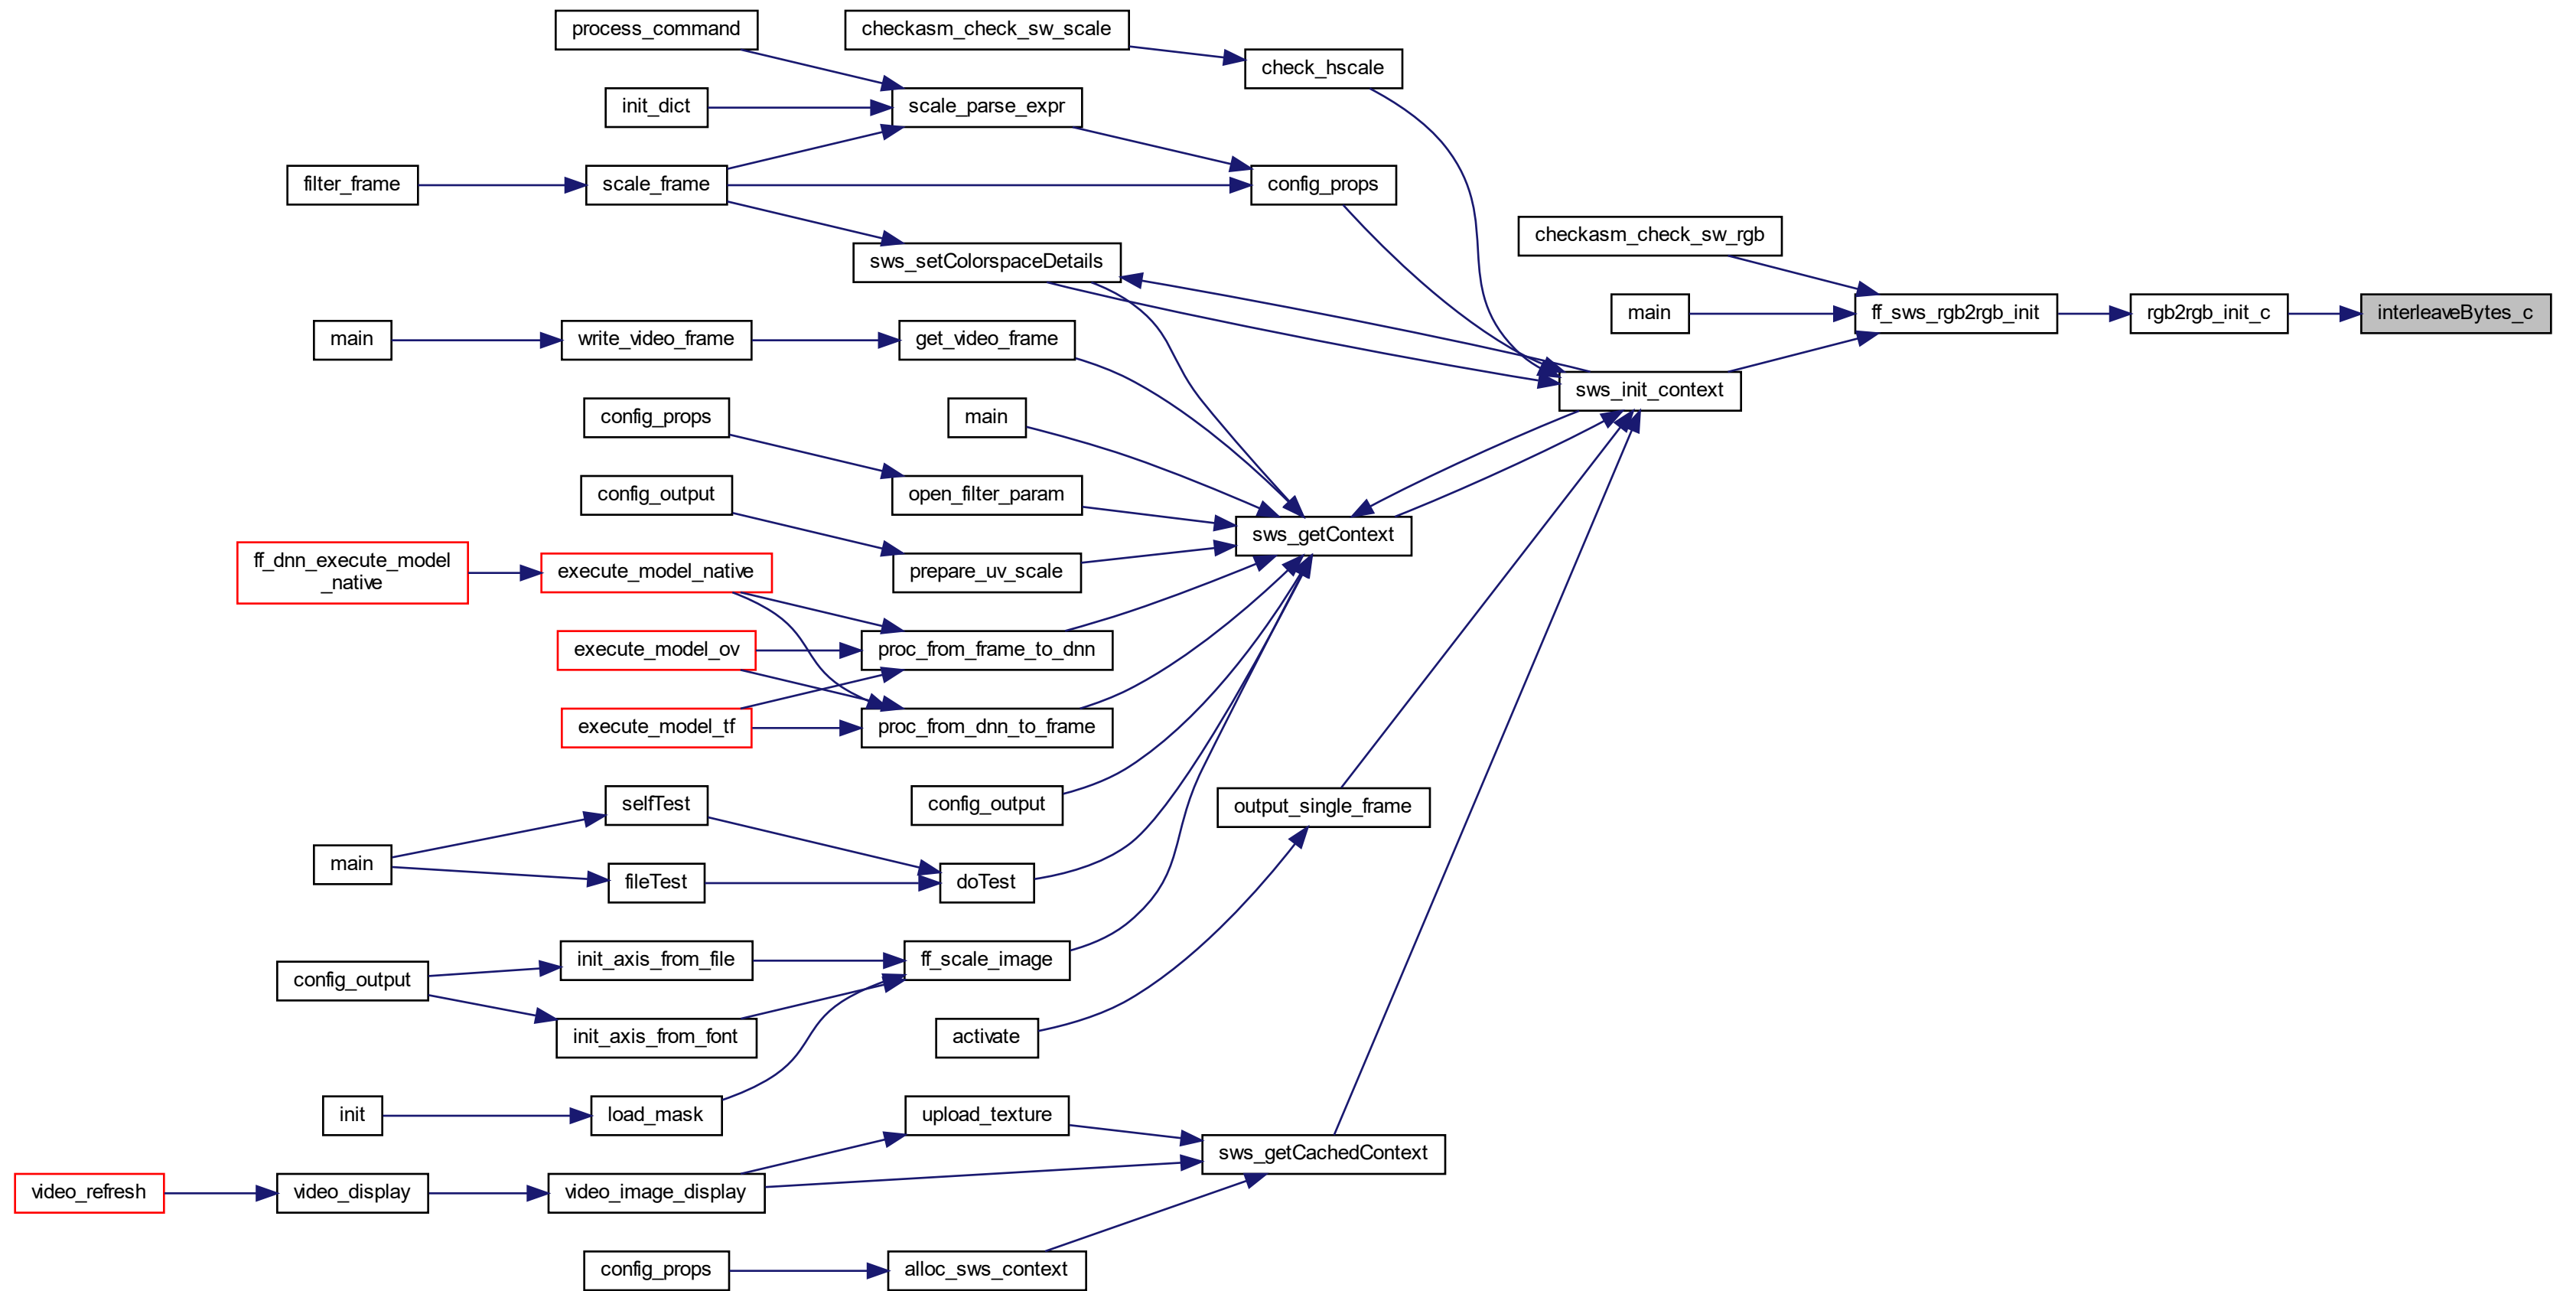 process_command
checkasm_check_sw_scale
check_hscale
init_dict
scale_parse_expr
filter_frame
scale_frame
config_props
checkasm_check_sw_rgb
sws_setColorspaceDetails
main
ff_sws_rgb2rgb_init
rgb2rgb_init_c
interleaveBytes_c
main
write_video_frame
get_video_frame
sws_init_context
config_props
main
config_output
open_filter_param
sws_getContext
ff_dnn_execute_model
_native
execute_model_native
prepare_uv_scale
execute_model_ov
proc_from_frame_to_dnn
execute_model_tf
proc_from_dnn_to_frame
selfTest
config_output
output_single_frame
main
fileTest
doTest
config_output
init_axis_from_file
ff_scale_image
init_axis_from_font
activate
init
load_mask
upload_texture
sws_getCachedContext
video_refresh
video_display
video_image_display
config_props
alloc_sws_context